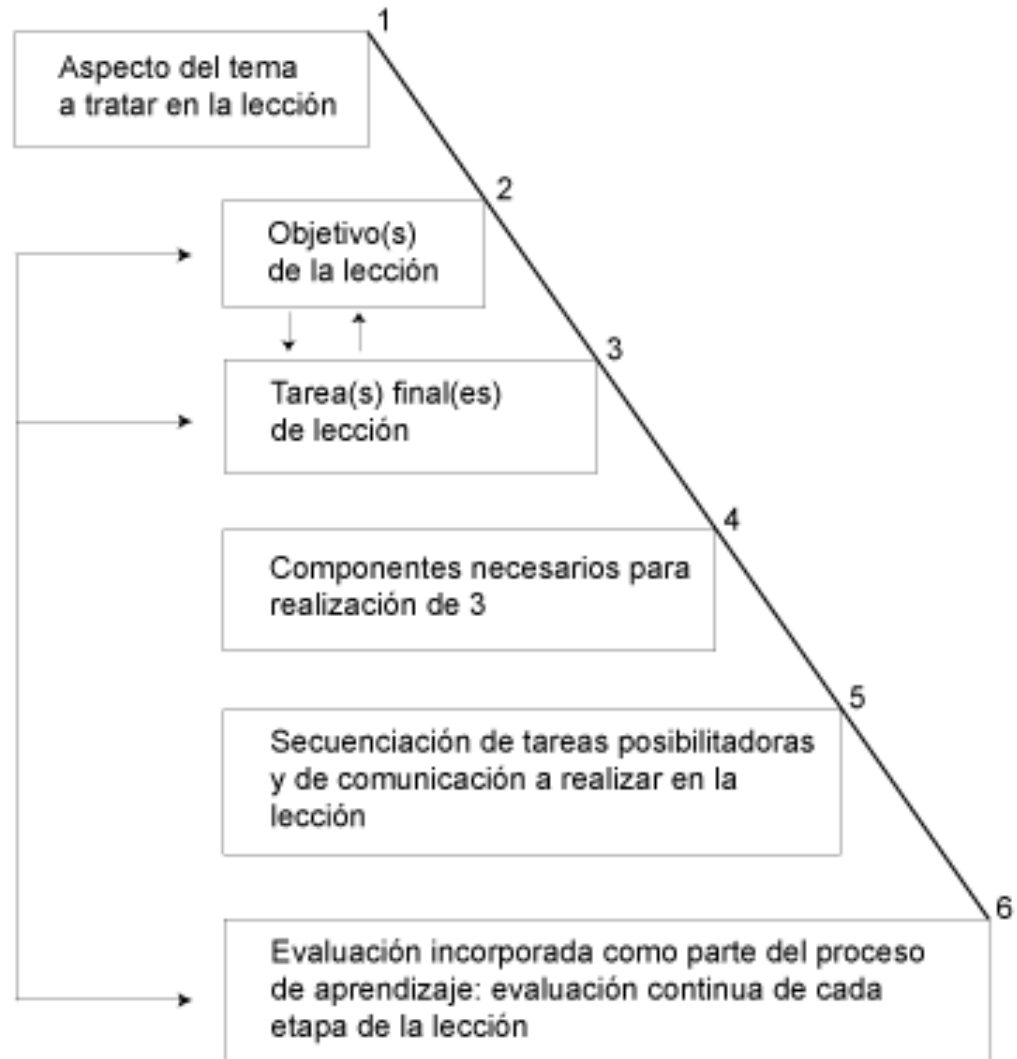 1
Aspecto del tema
a tratar en la lección
2
Objetivo(s)
de la lección
3
Tarea(s) final(es)
de lección
4
Componentes necesarios para
realización de 3
5
Secuenciación de tareas posibilitadoras
y de comunicación a realizar en la
lección
6
Evaluación incorporada como parte del proceso
de aprendizaje: evaluación continua de cada
etapa de la lección